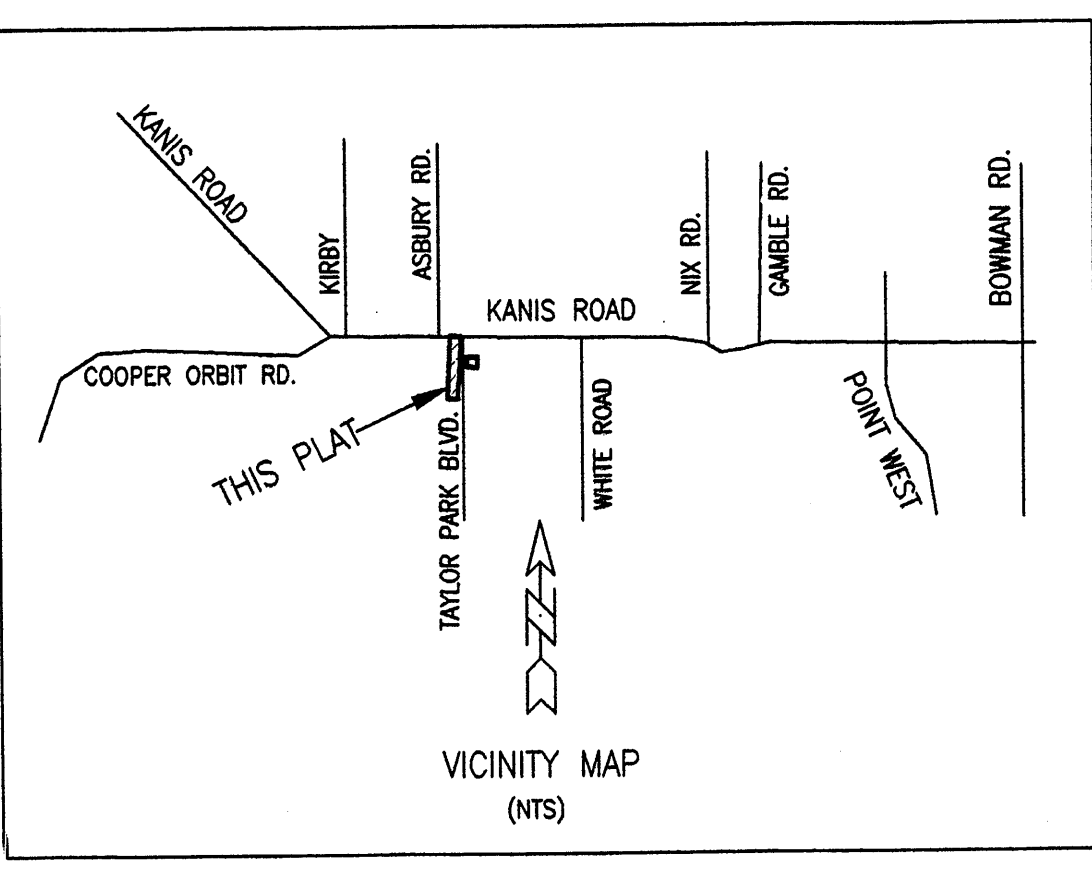 KANIS ROAD
KIRBY
ASBURY RD.
NIX RD.
GAMBLE RD.
BOWMAN RD.
KANIS ROAD
COOPER ORBIT RD.
THIS PLAT
TAYLOR PARK BLVD.
WHITE ROAD
POINT WEST
N
VICINITY MAP
(NTS)